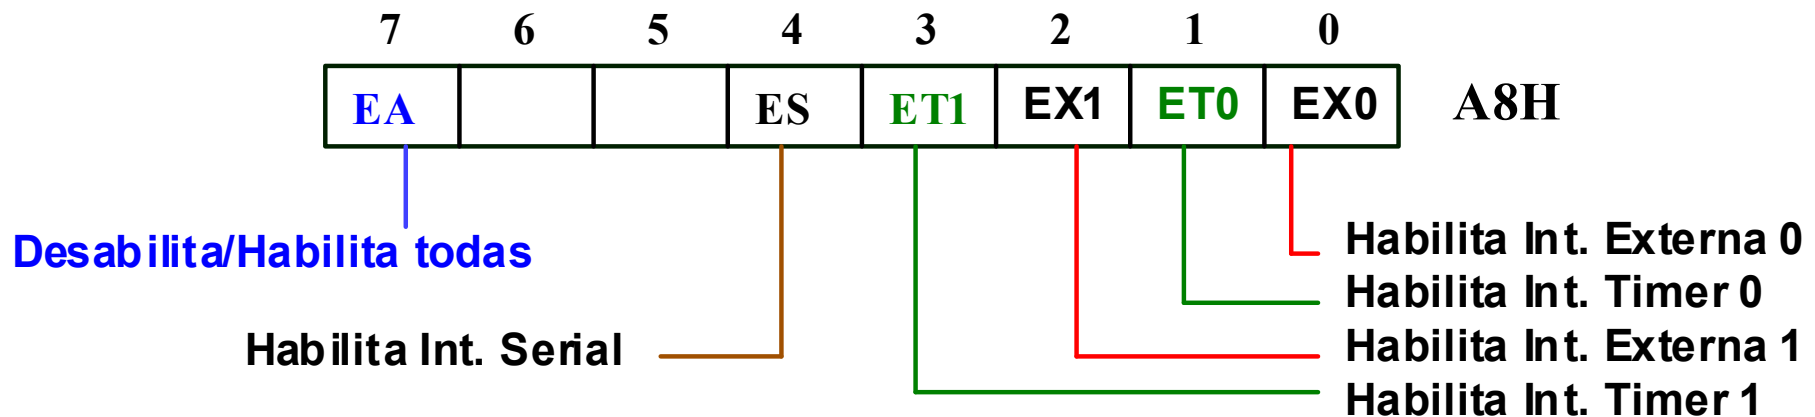 7 6 5 4 3 2 1 0
EA ES ET1 EX1 ET0 EX0 A8H
Desabilita/Habilita todas
Habilita Int. Externa 0
Habilita Int. Timer 0
Habilita Int. Serial
Habilita Int. Externa 1
Habilita Int. Timer 1